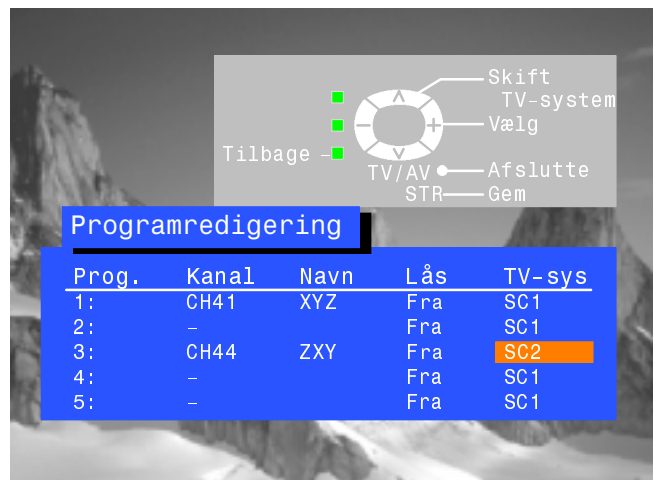 Skift
TV-system
Vælg
Tilbage
TV/AV Afslutte
STR Gem
Programredigering
Prog. Kanal Navn Lås TV-sys
1: CH41 XYZ Fra SC1
2: – Fra SC1
3: CH44 ZXY Fra SC2
4: – Fra SC1
5: – Fra SC1